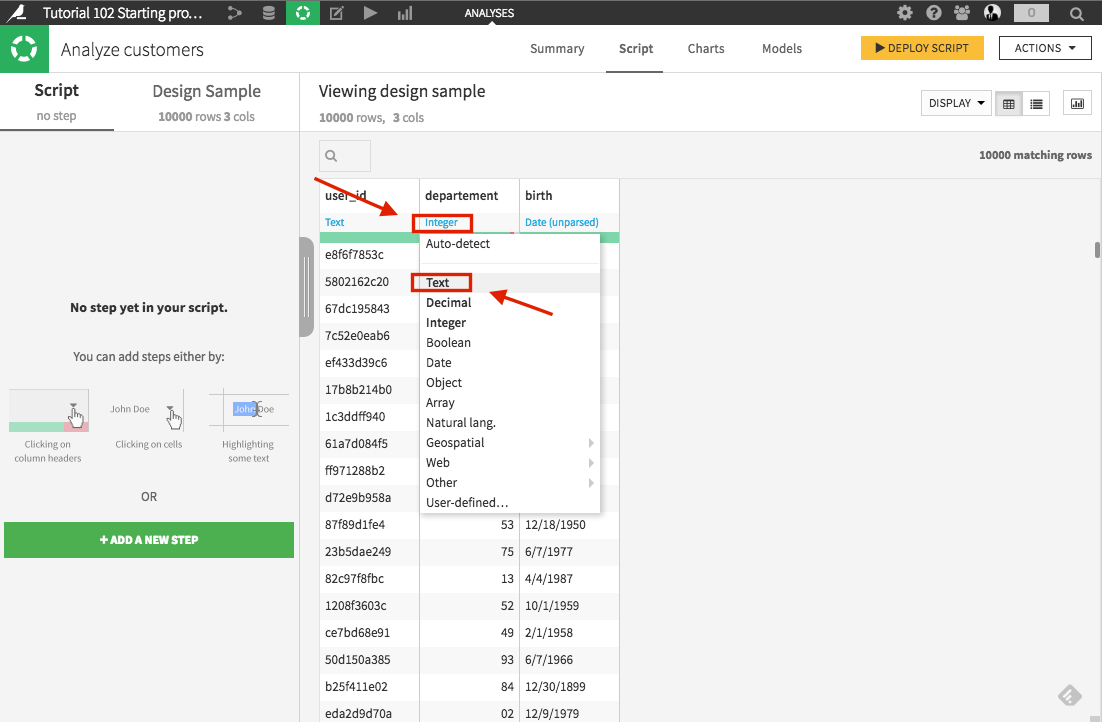 Tutorial 102 Starting pro...
ANALYSES
0
Analyze customers
Summary
Script
Charts
Models
DEPLOY SCRIPT
ACTIONS
Script
no step
Design Sample
10000 rows 3 cols
Viewing design sample
10000 rows, 3 cols
DISPLAY
10000 matching rows
user_id departement birth
Text Integer Date (unparsed)
e8f6f7853c
5802162c20
67dc195843
7c52e0eab6
ef433d39c6
17b8b214b0
1c3ddff940
61a7d084f5
ff971288b2
d72e9b958a
Auto-detect
Text
Decimal
Integer
Boolean
Date
Object
Array
Natural lang.
Geospatial
Web
Other
User-defined...
87f89d1fe4 53 12/18/1950
23b5dae249 75 6/7/1977
82c97f8fbc 13 4/4/1987
1208f3603c 52 10/1/1959
ce7bd68e91 49 2/1/1958
50d150a385 93 6/7/1966
b25f411e02 84 12/30/1899
eda2d9d70a 02 12/9/1979
No step yet in your script.
You can add steps either by:
John Doe
John Doe
Clicking on
column headers
Clicking on cells
Highlighting
some text
OR
+ ADD A NEW STEP